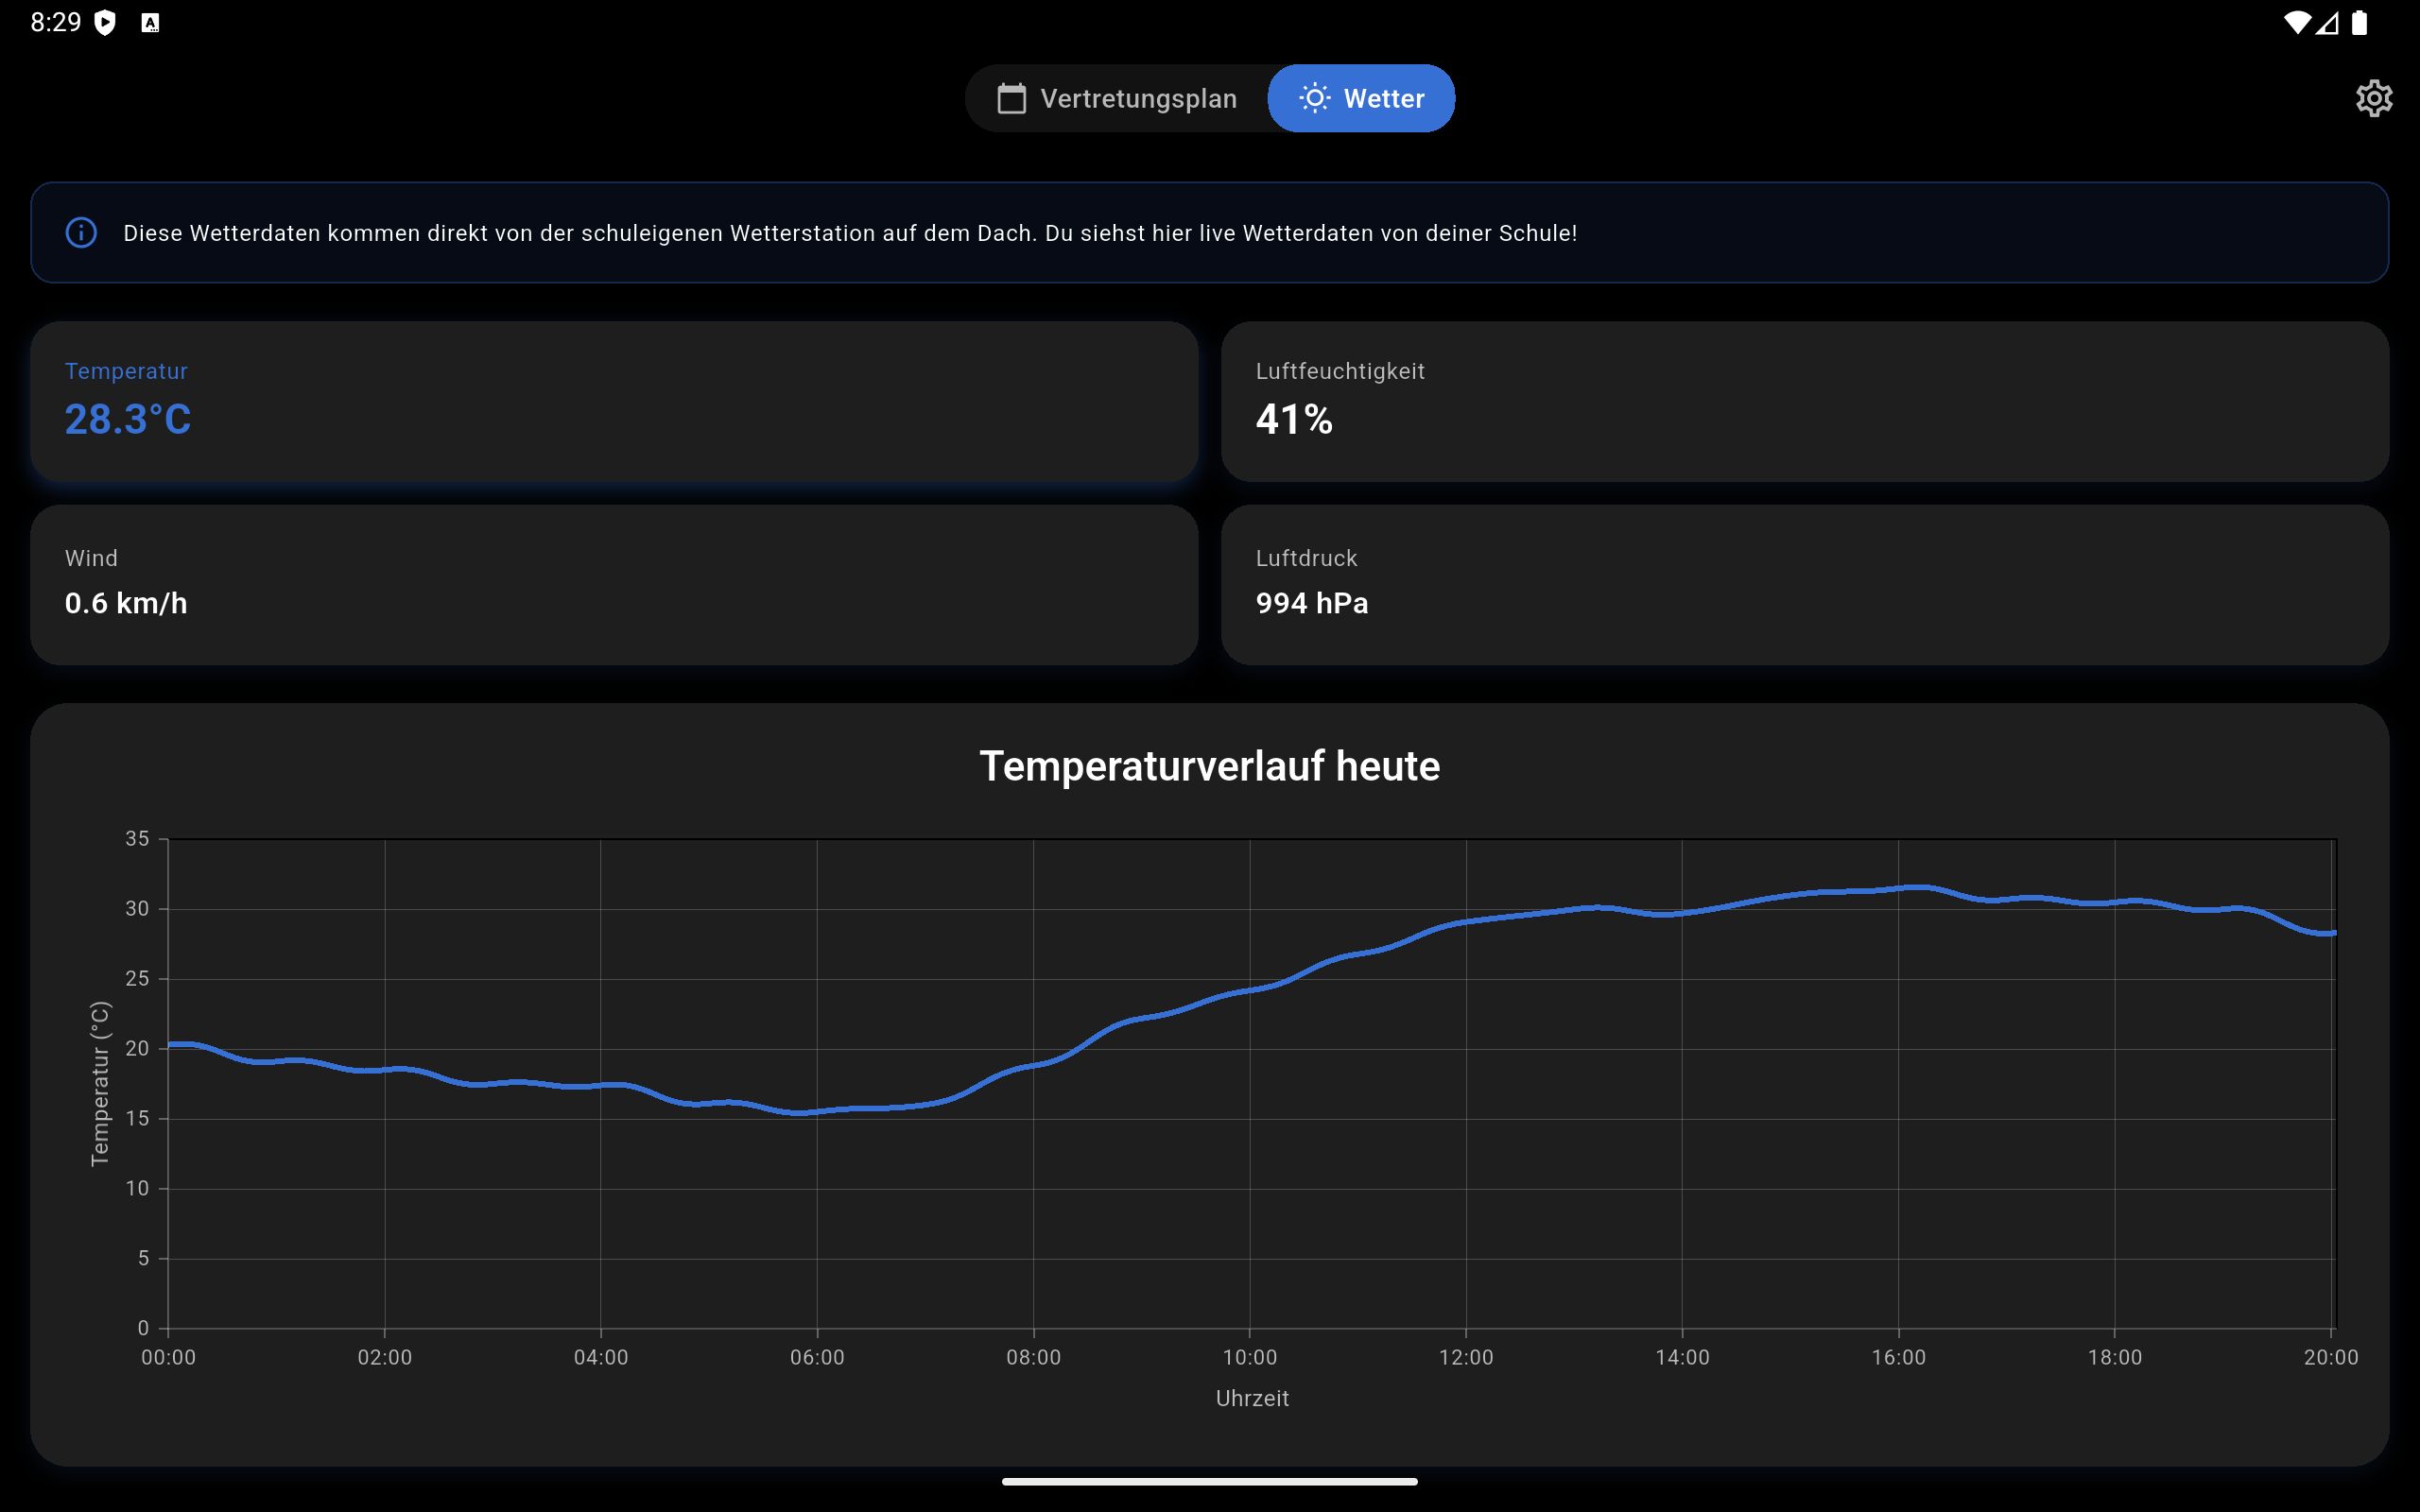 8:29
Vertretungsplan
Wetter
Diese Wetterdaten kommen direkt von der schuleigenen Wetterstation auf dem Dach. Du siehst hier live Wetterdaten von deiner Schule!
Temperatur
28.3°C
Luftfeuchtigkeit
41%
Wind
0.6 km/h
Luftdruck
994 hPa
Temperaturverlauf heute
Temperatur (°C)
35
30
25
20
15
10
5
0
00:00 02:00 04:00 06:00 08:00 10:00 12:00 14:00 16:00 18:00 20:00
Uhrzeit